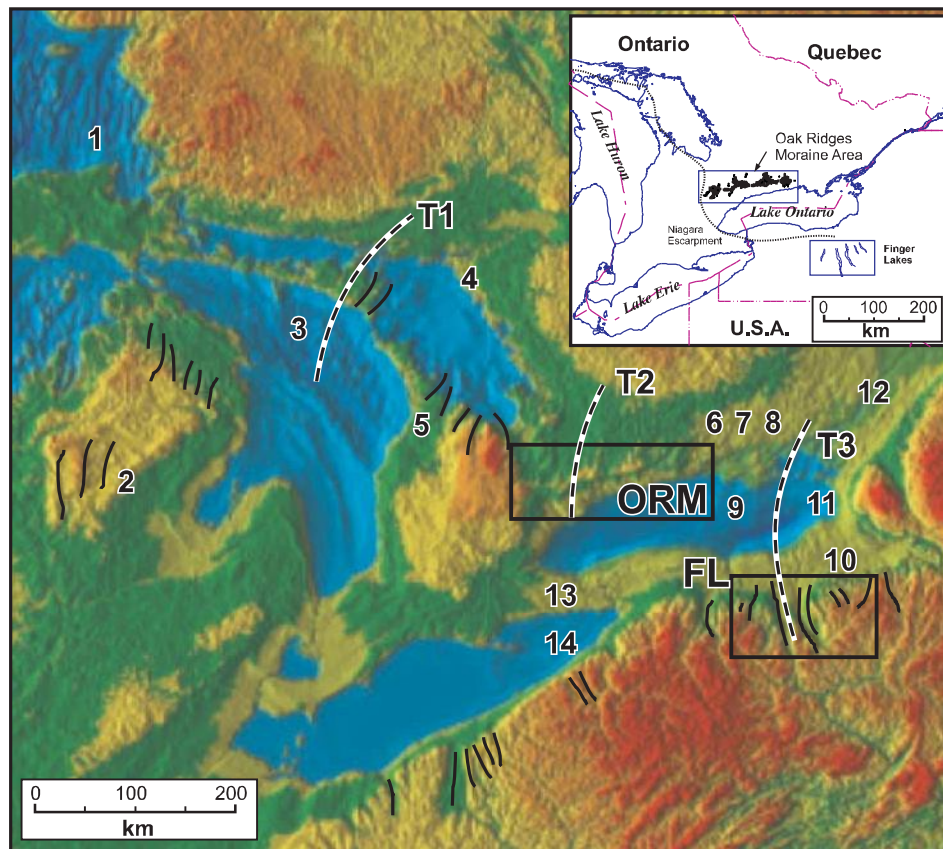 Ontario
Quebec
Lake Huron
Oak Ridges
Moraine Area
Lake Ontario
Niagara
Escarpment
Finger
Lakes
Lake Erie
U.S.A.
0 100 200
km
1
T1
4
3
T2
12
6 7 8
5
T3
2
ORM 9 11
FL 10
13
14
0 100 200
km